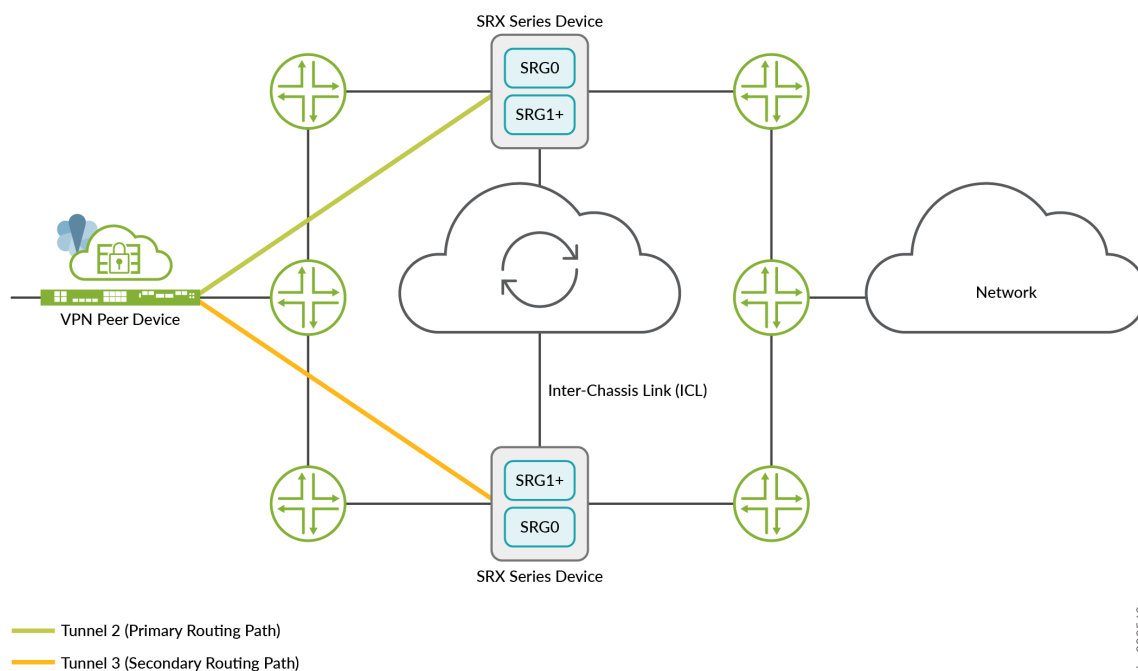 SRX Series Device
SRG0
SRG1+
VPN Peer Device
Network
Inter-Chassis Link (ICL)
SRG1+
SRG0
SRX Series Device
Tunnel 2 (Primary Routing Path)
Tunnel 3 (Secondary Routing Path)